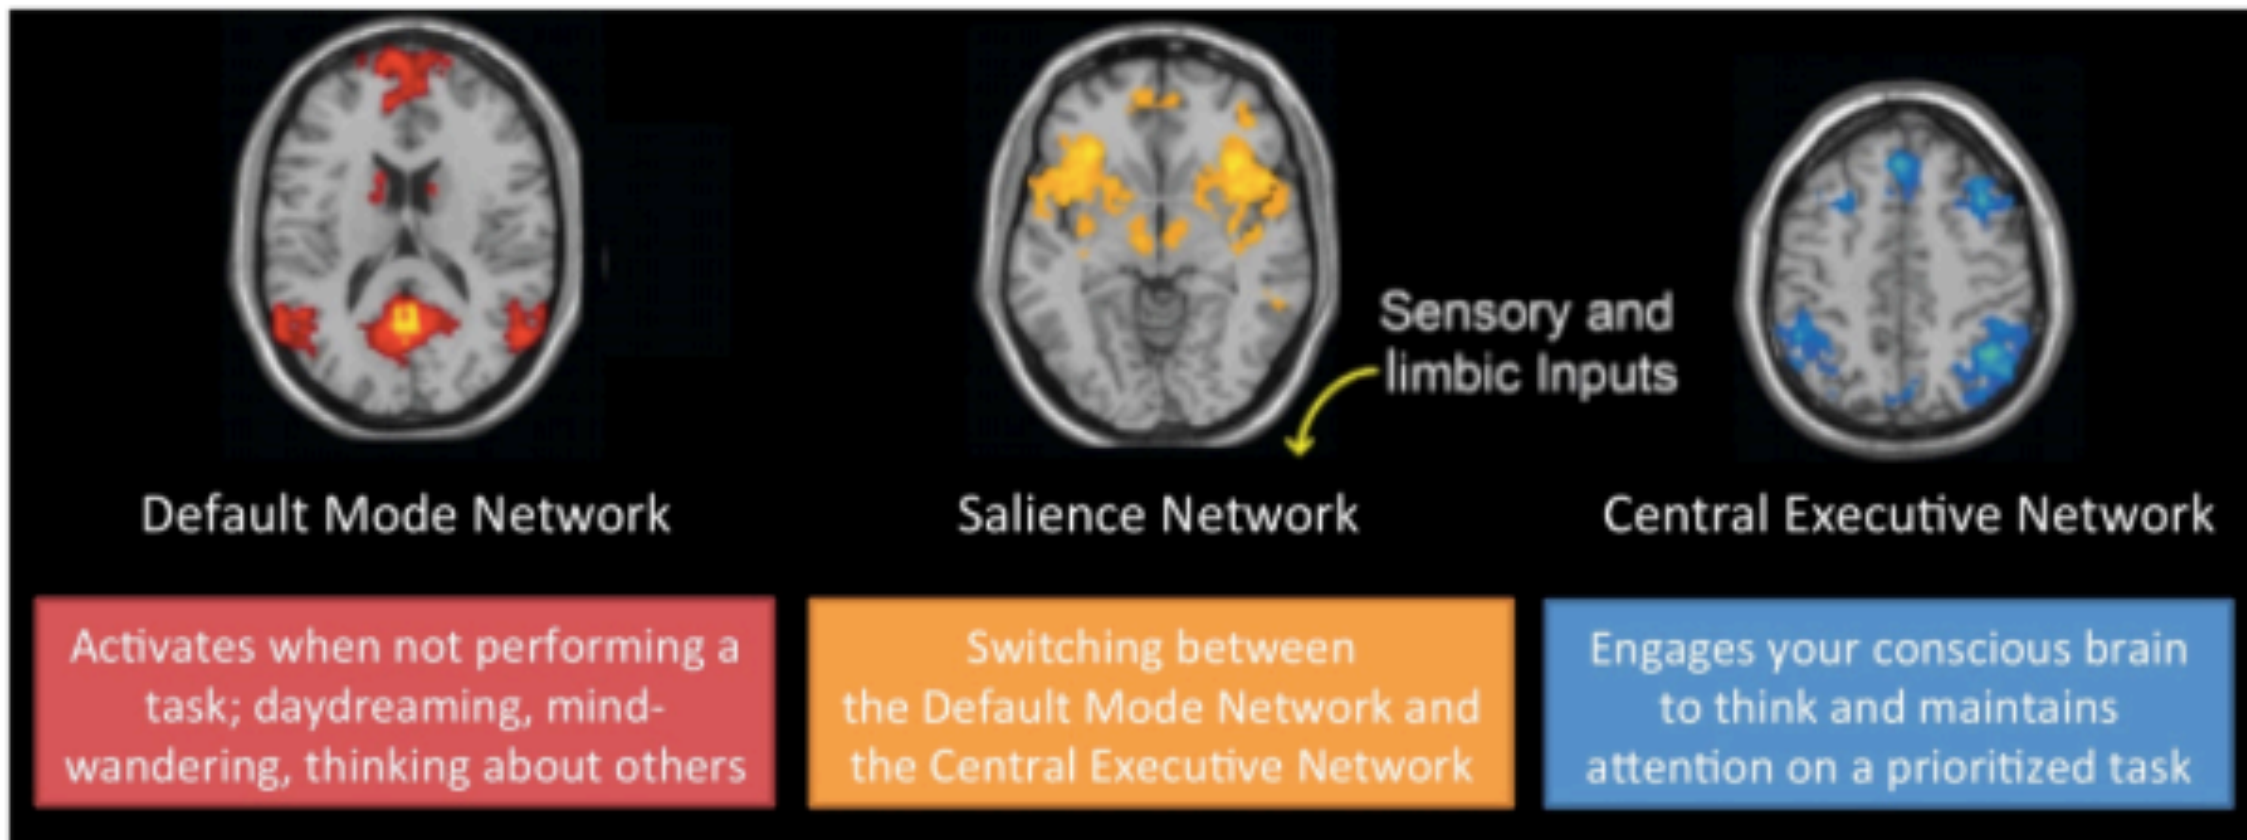 Sensory and
limbic Inputs
Default Mode Network
Salience Network
Central Executive Network
Activates when not performing a
task; daydreaming, mind-
wandering, thinking about others
Switching between
the Default Mode Network and
the Central Executive Network
Engages your conscious brain
to think and maintains
attention on a prioritized task